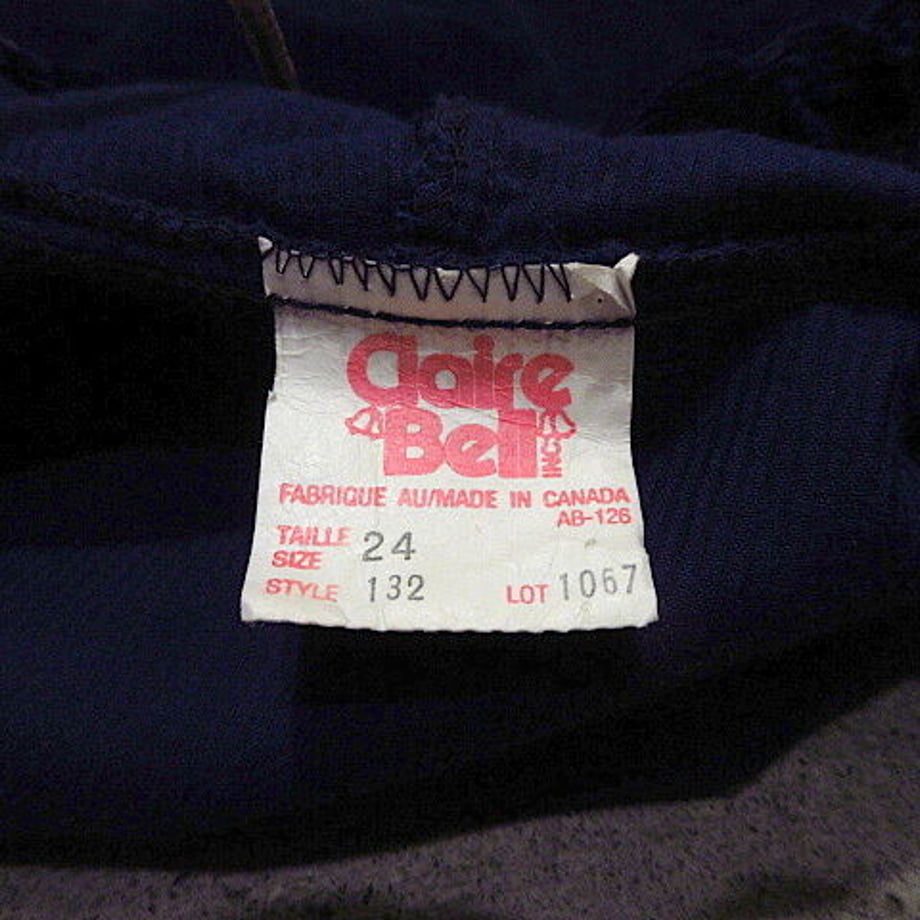 Claire
Bell INC
FABRIQUE AU/MADE IN CANADA
AB-126
TAILLE
SIZE 24
STYLE 132 LOT 1067